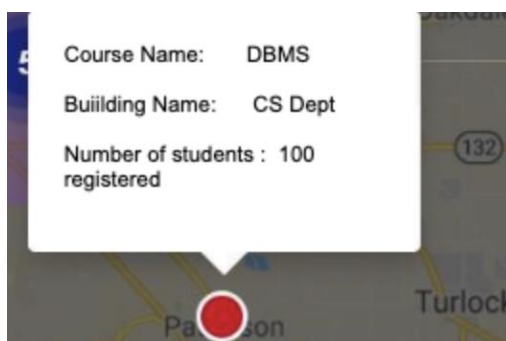 Course Name: DBMS
Buiilding Name: CS Dept
Number of students : 100
registered
132
Turlock